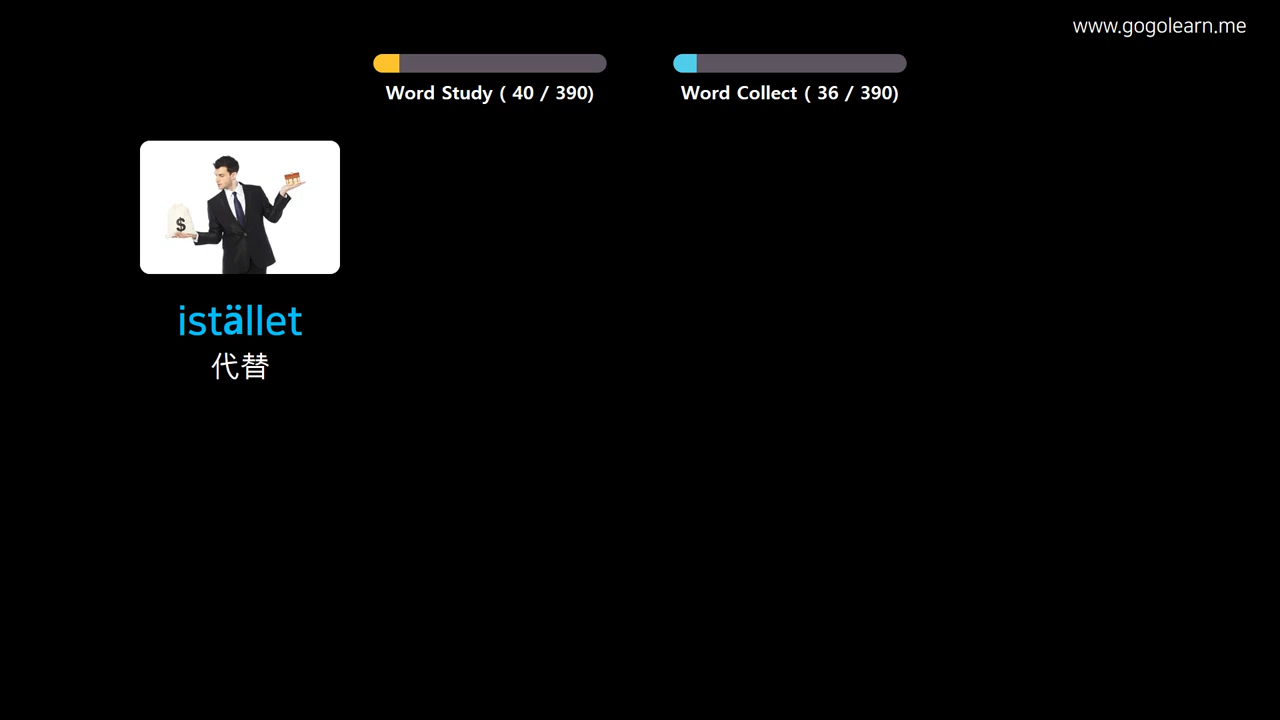 www.gogolearn.me
Word Study ( 40 / 390)
Word Collect ( 36 / 390)
$
istället
代替